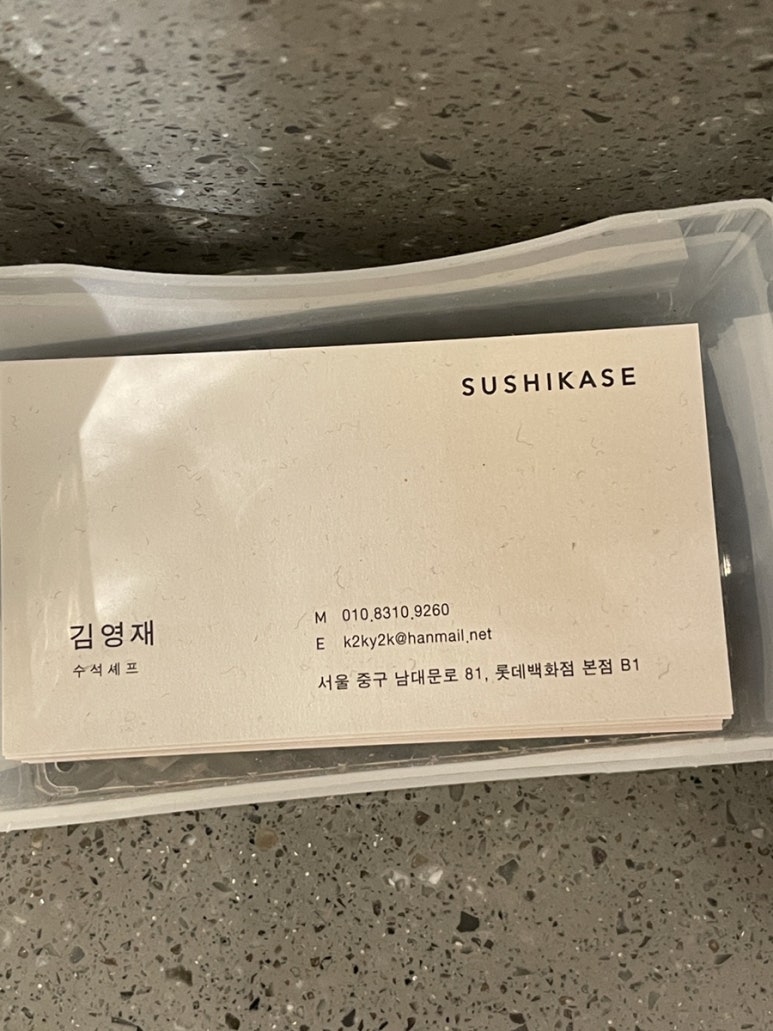 SUSHIKASE
김영재
수석셰프
M 010.8310.9260
E k2ky2k@hanmail.net
서울 중구 남대문로 81, 롯데백화점 본점 B1